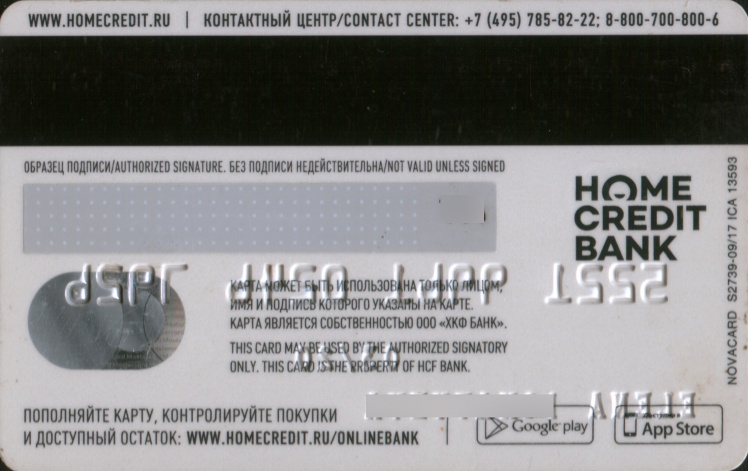 WWW.HOMECREDIT.RU | КОНТАКТНЫЙ ЦЕНТР/CONTACT CENTER: +7 (495) 785-82-22; 8-800-700-800-6
ОБРАЗЕЦ ПОДПИСИ/AUTHORIZED SIGNATURE. БЕЗ ПОДПИСИ НЕДЕЙСТВИТЕЛЬНА/NOT VALID UNLESS SIGNED
HOME
CREDIT
BANK
NOVACARD S2739-09/17 ICA 13593
КАРТА МОЖЕТ БЫТЬ ИСПОЛЬЗОВАНА ТОЛЬКО ЛИЦОМ,
ИМЯ И ПОДПИСЬ КОТОРОГО УКАЗАНЫ НА КАРТЕ.
КАРТА ЯВЛЯЕТСЯ СОБСТВЕННОСТЬЮ ООО «ХКФ БАНК».
THIS CARD MAY BE USED BY THE AUTHORIZED SIGNATORY
ONLY. THIS CARD IS THE PROPERTY OF HCF BANK.
ELENA
ПОПОЛНЯЙТЕ КАРТУ, КОНТРОЛИРУЙТЕ ПОКУПКИ
И ДОСТУПНЫЙ ОСТАТОК: WWW.HOMECREDIT.RU/ONLINEBANK
Google play
App Store